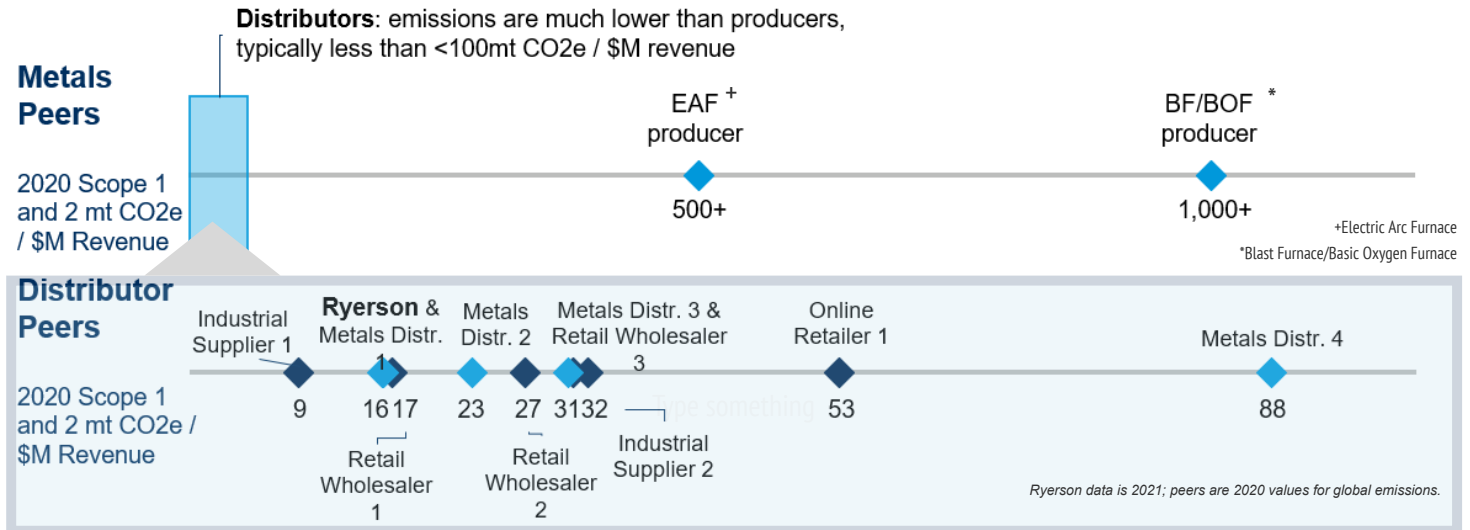 Distributors: emissions are much lower than producers,
typically less than <100mt CO2e / $M revenue
Metals
Peers
EAF +
producer
BF/BOF *
producer
2020 Scope 1
and 2 mt CO2e
/ $M Revenue
500+
1,000+
+Electric Arc Furnace
*Blast Furnace/Basic Oxygen Furnace
Distributor
Peers
Industrial
Supplier 1
Ryerson &
Metals Distr.
1
Metals
Distr. 2
Metals Distr. 3 &
Retail Wholesaler
3
Online
Retailer 1
Metals Distr. 4
2020 Scope 1
and 2 mt CO2e /
$M Revenue
9
16
17
23
27
31
32
Type something
53
88
Retail
Wholesaler
1
Retail
Wholesaler
2
Industrial
Supplier 2
Ryerson data is 2021; peers are 2020 values for global emissions.